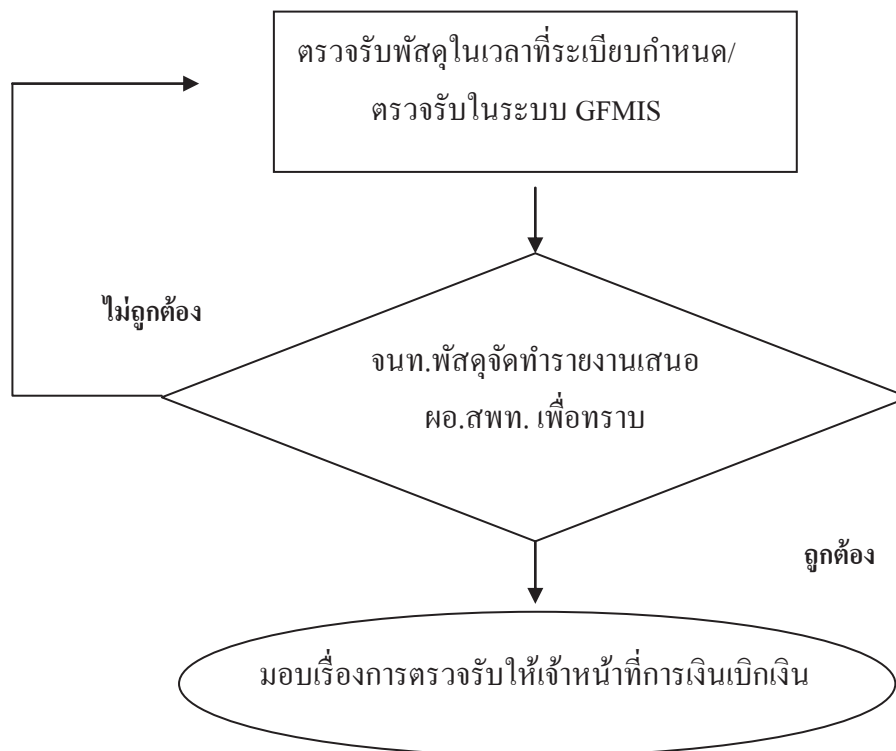 ตรวจรับพัสดุในเวลาที่ระเบียบกำหนด/
ตรวจรับในระบบ GFMIS
ไม่ถูกต้อง
จนท.พัสดุจัดทำรายงานเสนอ
ผอ.สพท. เพื่อทราบ
ถูกต้อง
มอบเรื่องการตรวจรับให้เจ้าหน้าที่การเงินเบิกเงิน